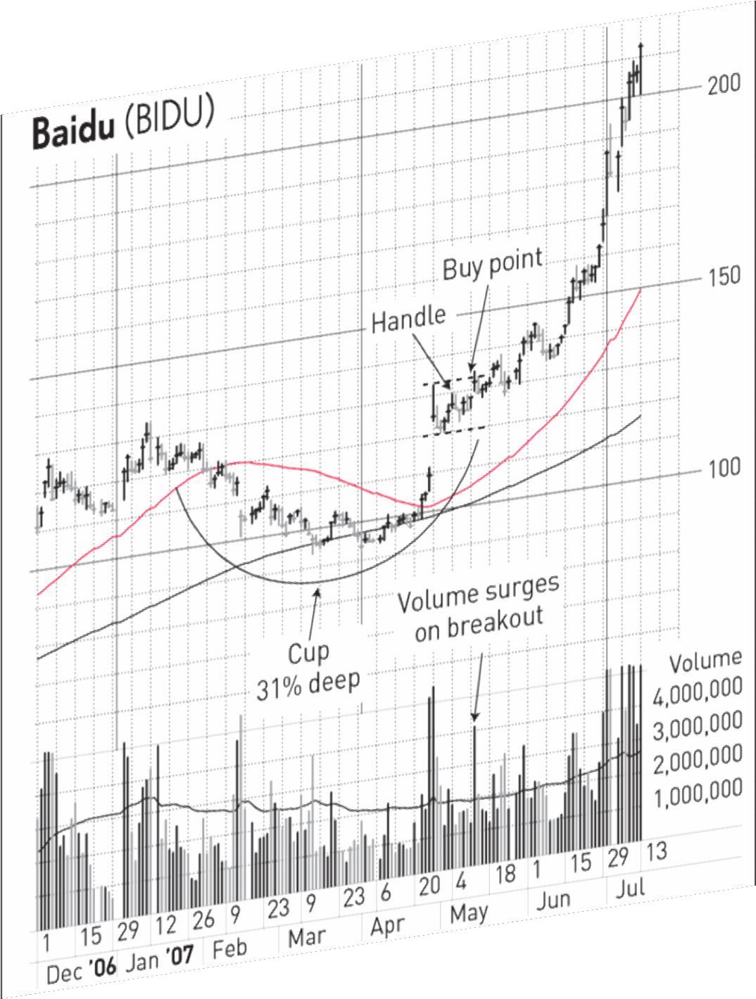 Baidu (BIDU)
200
150
Buy point
Handle
100
Volume surges
on breakout
Cup
31% deep
Volume
4,000,000
3,000,000
2,000,000
1,000,000
1 15 29 12 26 9 23 9 23 6 20 4 18 1 15 29 13
Dec '06 Jan '07 Feb Mar Apr May Jun Jul